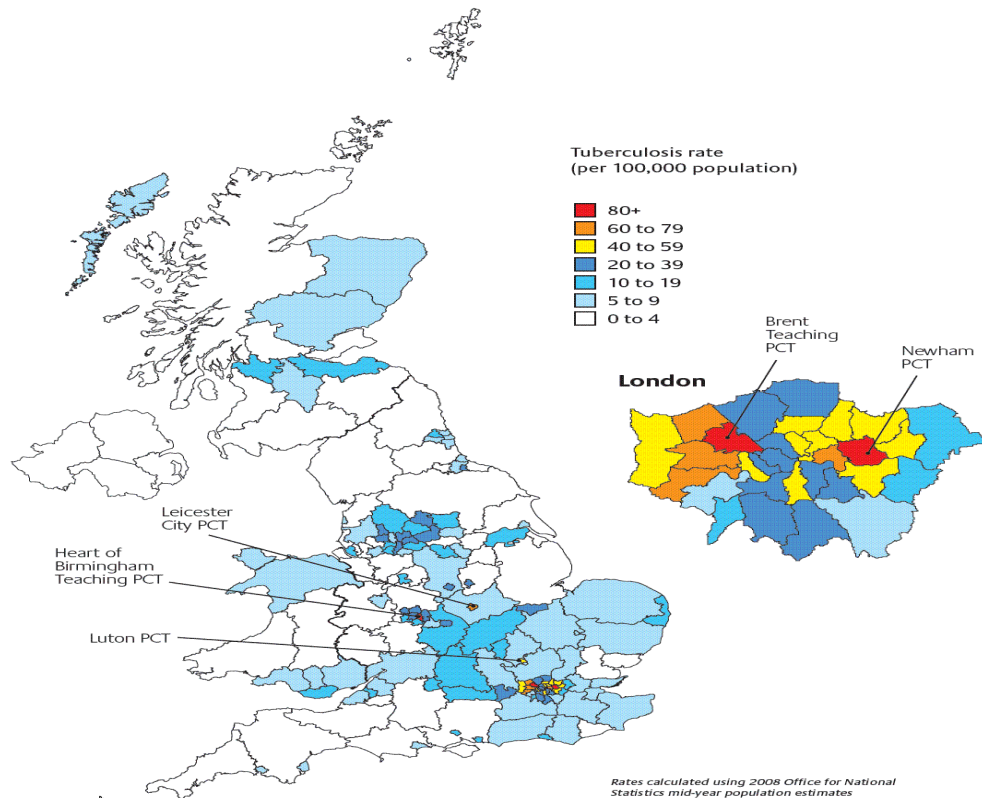 Tuberculosis rate
(per 100,000 population)
80+
60 to 79
40 to 59
20 to 39
10 to 19
5 to 9
0 to 4
Brent
Teaching
PCT
Newham
PCT
London
Leicester
City PCT
Heart of
Birmingham
Teaching PCT
Luton PCT
Rates calculated using 2008 Office for National
Statistics mid-year population estimates